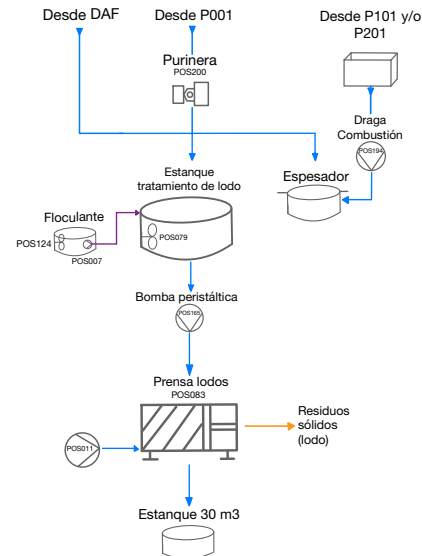 Desde DAF
Desde P001
Desde P101 y/o
P201
Purinera
POS200
Draga
Combustión
POS194
Estanque
tratamiento de lodo
Espesador
Floculante
POS124
POS007
POS079
Bomba peristáltica
POS165
Prensa lodos
POS083
POS011
Residuos
sólidos
(lodo)
Estanque 30 m3